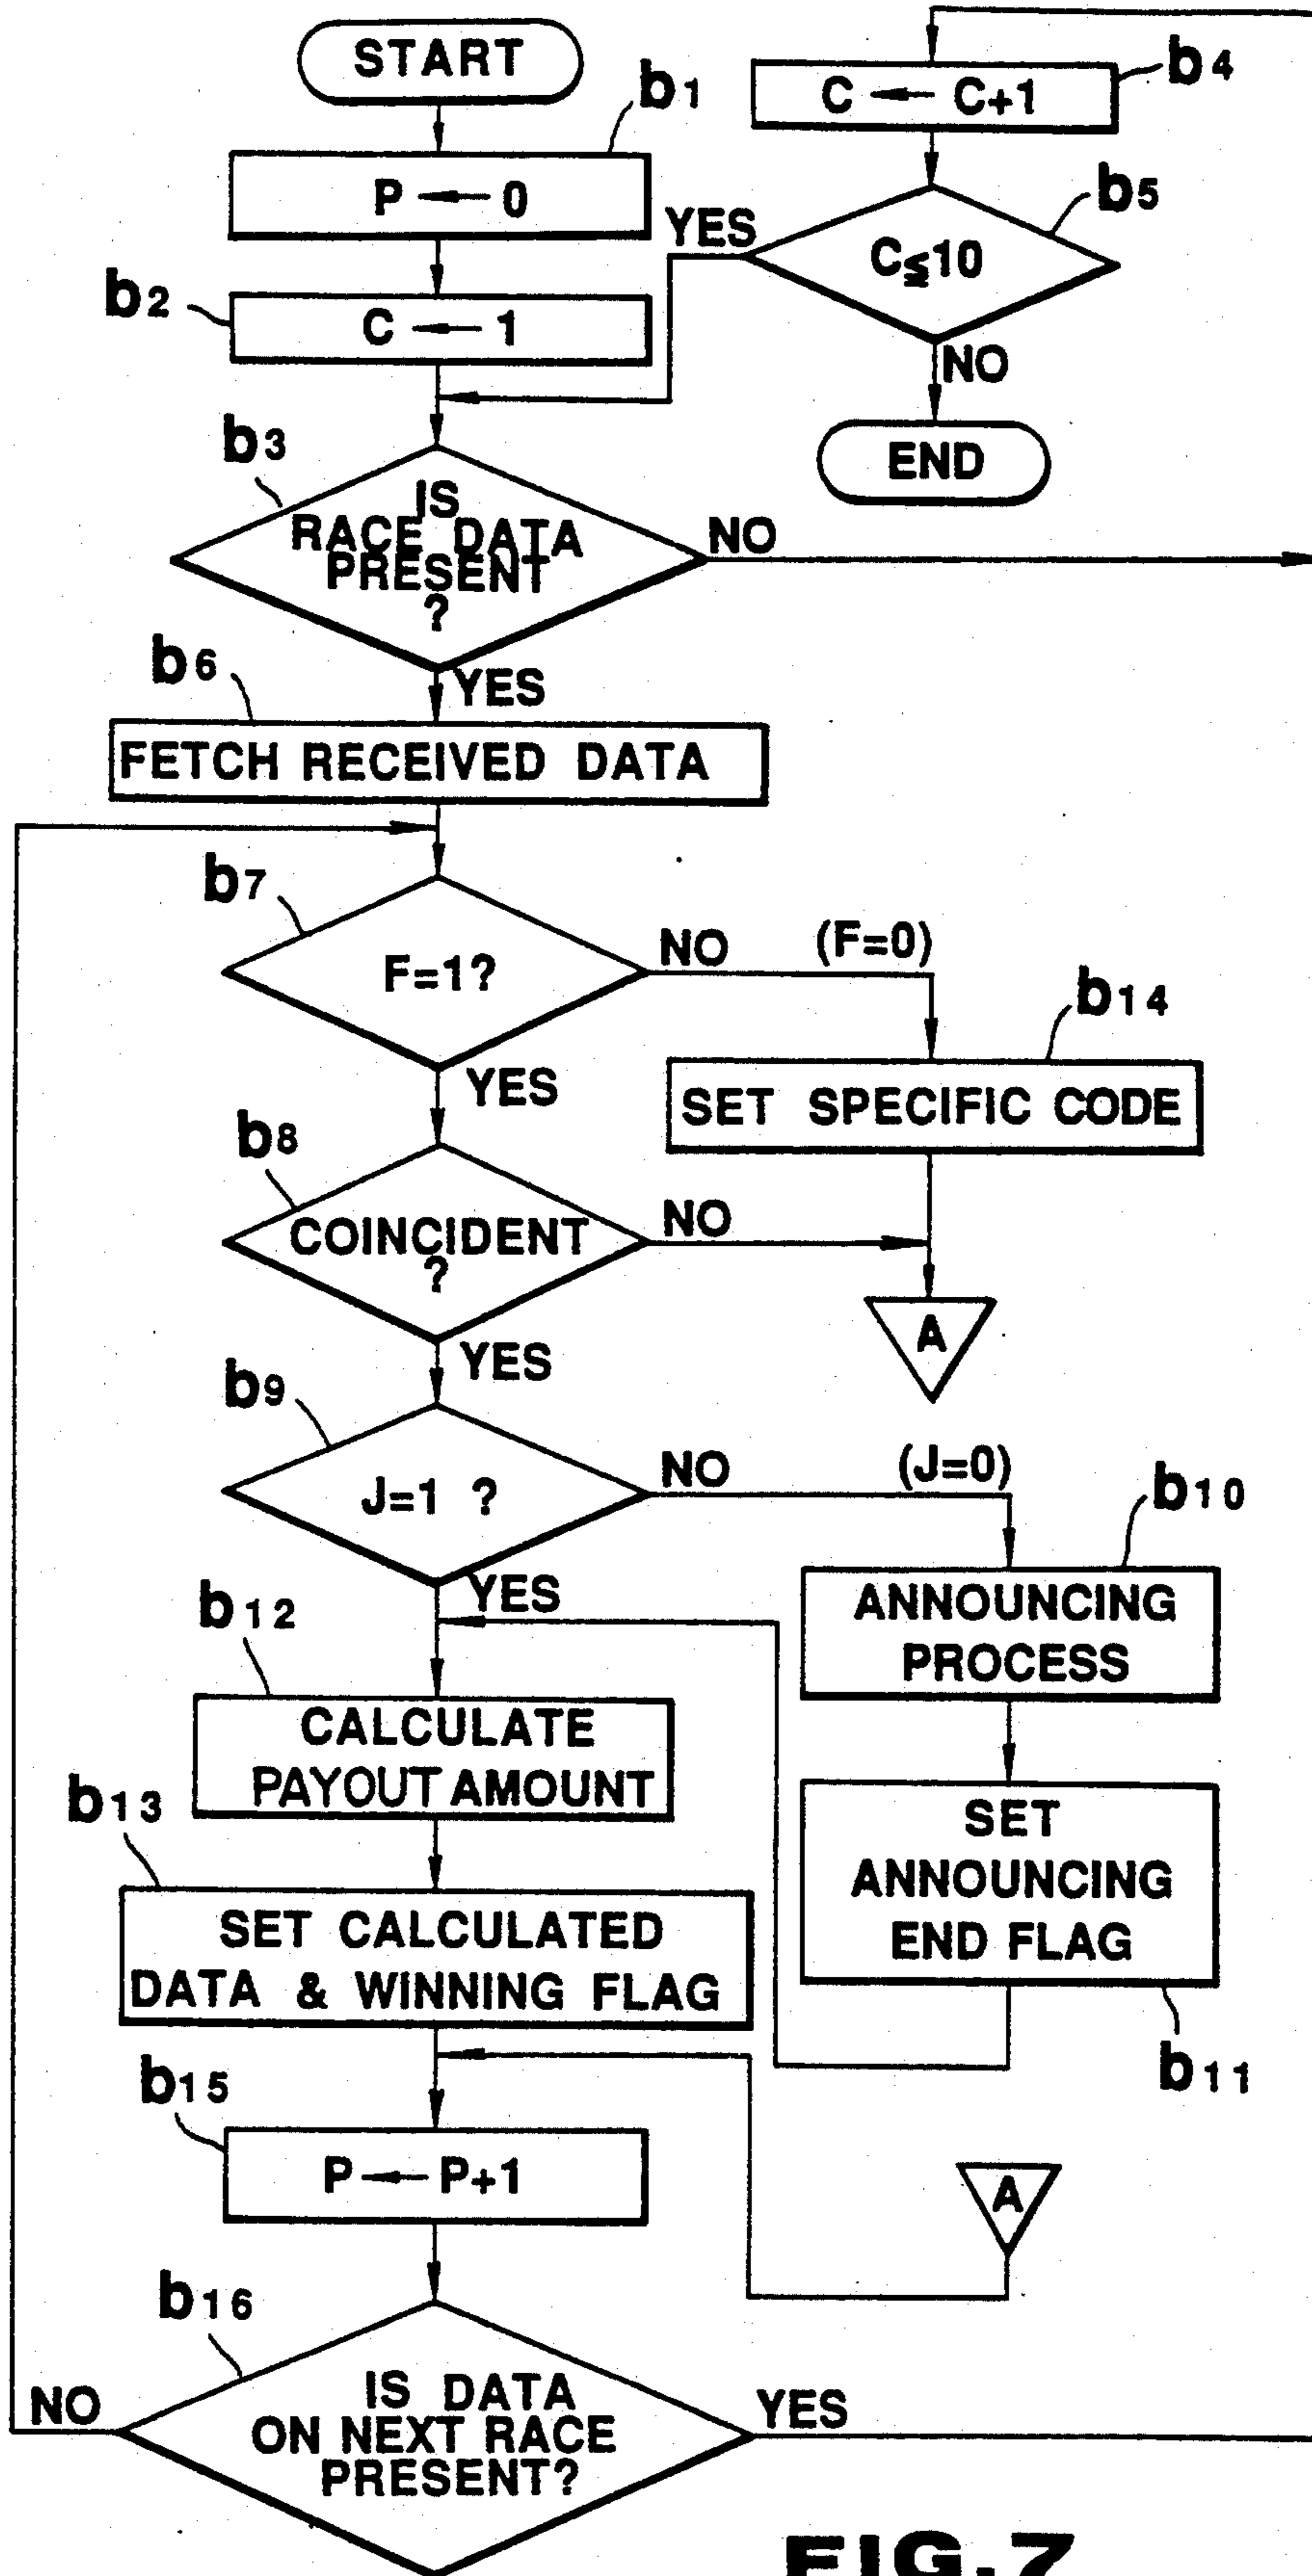 START
b1
P ← 0
b2
C ← 1
b4
C ← C+1
b5
C≦10
YES
NO
END
b3
IS
RACE DATA
PRESENT
?
NO
YES
b6
FETCH RECEIVED DATA
b7
F=1?
NO
(F=0)
b14
SET SPECIFIC CODE
YES
b8
COINCIDENT
?
NO
A
YES
b9
J=1 ?
NO
(J=0)
b10
ANNOUNCING
PROCESS
YES
b12
CALCULATE
PAYOUT AMOUNT
SET
ANNOUNCING
END FLAG
b11
b13
SET CALCULATED
DATA & WINNING FLAG
b15
P ← P+1
A
b16
IS DATA
ON NEXT RACE
PRESENT?
NO
YES
FIG.7